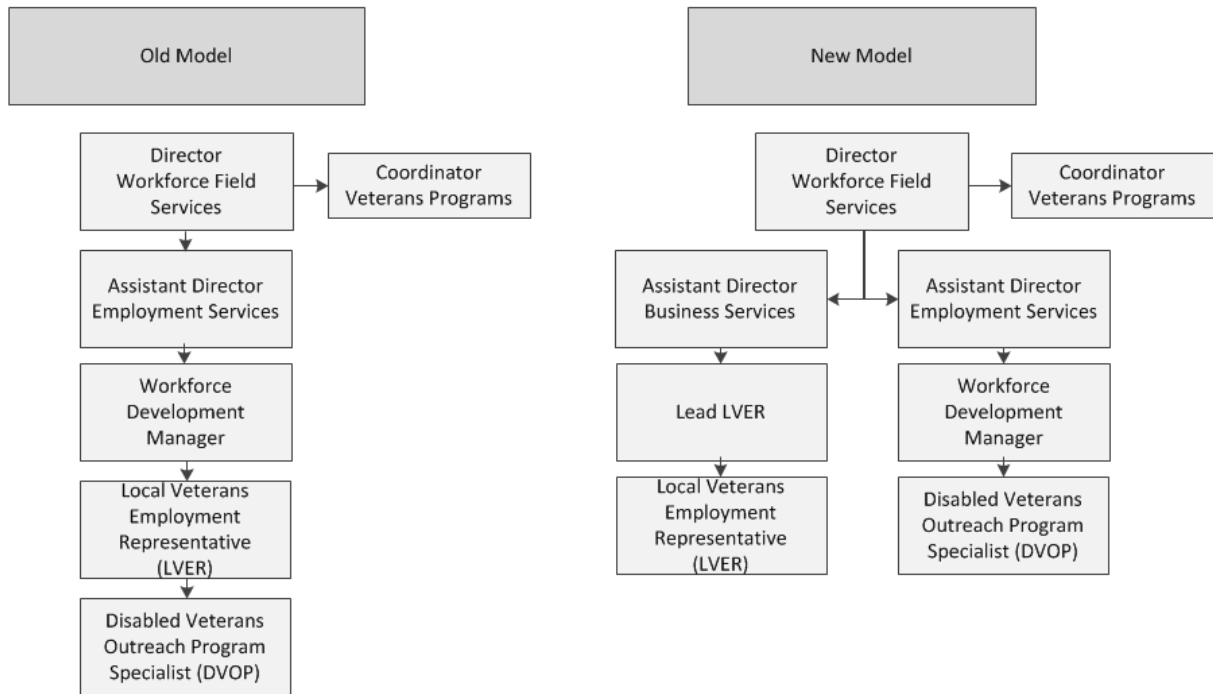 Old Model
Director
Workforce Field
Services
Coordinator
Veterans Programs
Assistant Director
Employment Services
Workforce
Development
Manager
Local Veterans
Employment
Representative
(LVER)
Disabled Veterans
Outreach Program
Specialist (DVOP)
New Model
Director
Workforce Field
Services
Coordinator
Veterans Programs
Assistant Director
Business Services
Lead LVER
Local Veterans
Employment
Representative
(LVER)
Assistant Director
Employment Services
Workforce
Development
Manager
Disabled Veterans
Outreach Program
Specialist (DVOP)